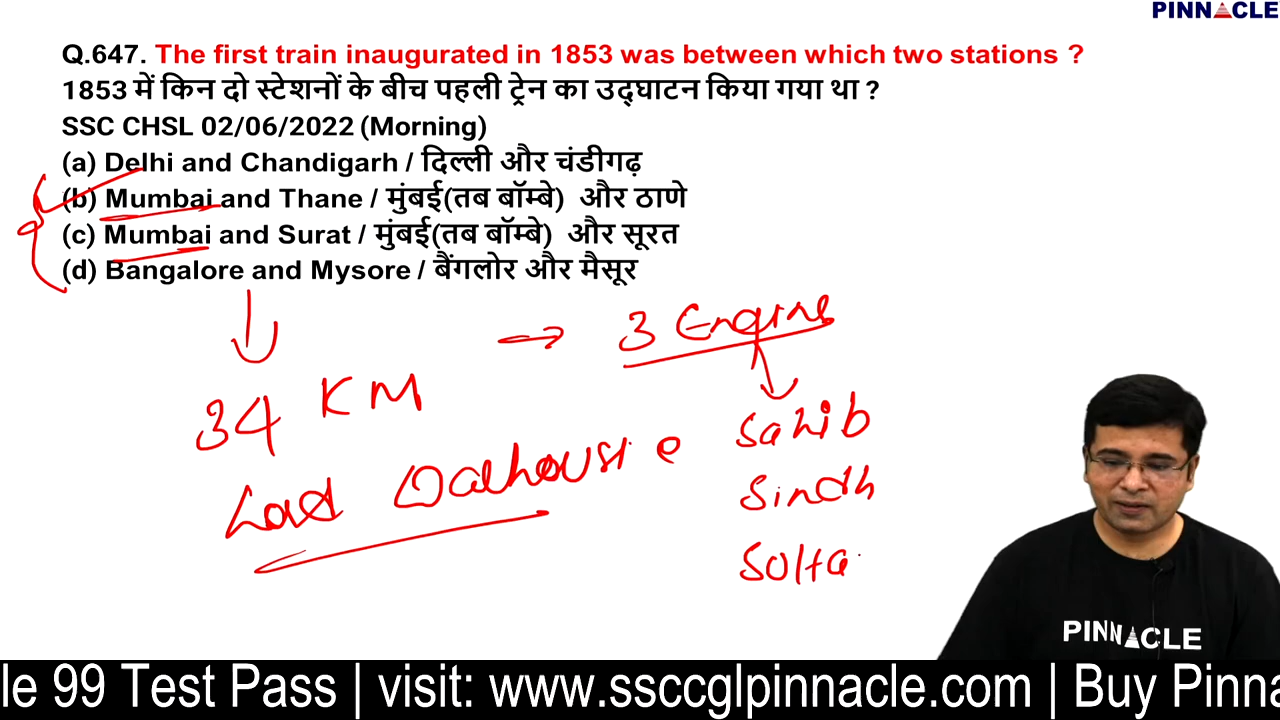 PINNACLE
Q.647. The first train inaugurated in 1853 was between which two stations ?
1853 में किन दो स्टेशनों के बीच पहली ट्रेन का उद्घाटन किया गया था ?
SSC CHSL 02/06/2022 (Morning)
(a) Delhi and Chandigarh / दिल्ली और चंडीगढ़
(b) Mumbai and Thane / मुंबई(तब बॉम्बे) और ठाणे
(c) Mumbai and Surat / मुंबई(तब बॉम्बे) और सूरत
(d) Bangalore and Mysore / बैंगलोर और मैसूर
3 Engine
34 KM
Sahib
Lord Dalhousie
Sindh
Solta
PINNACLE
le 99 Test Pass | visit: www.ssccglpinnacle.com | Buy Pinna